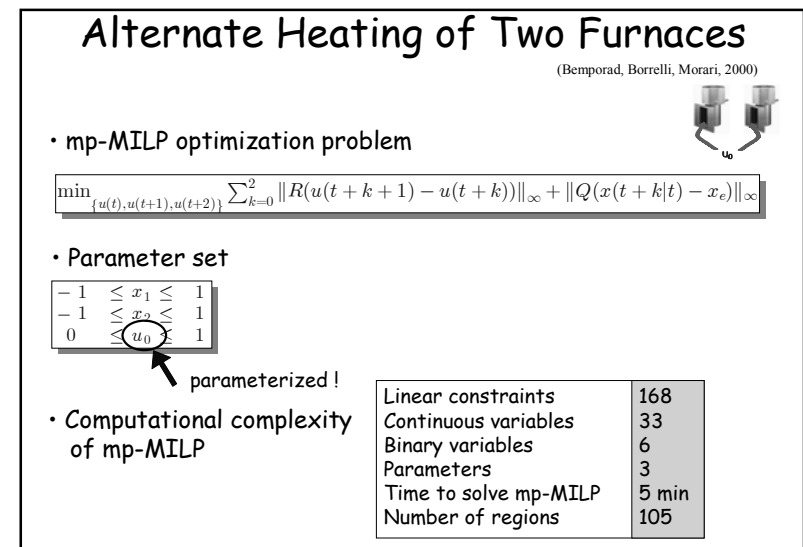 Alternate Heating of Two Furnaces
(Bemporad, Borrelli, Morari, 2000)
u₀
• mp-MILP optimization problem
min_{u(t),u(t+1),u(t+2)} ∑_{k=0}^{2} ‖R(u(t + k + 1) − u(t + k))‖∞ + ‖Q(x(t + k|t) − xₑ)‖∞
• Parameter set
− 1 ≤ x₁ ≤ 1
− 1 ≤ x₂ ≤ 1
0 ≤ u₀ ≤ 1
parameterized !
• Computational complexity
of mp-MILP
Linear constraints 168
Continuous variables 33
Binary variables 6
Parameters 3
Time to solve mp-MILP 5 min
Number of regions 105